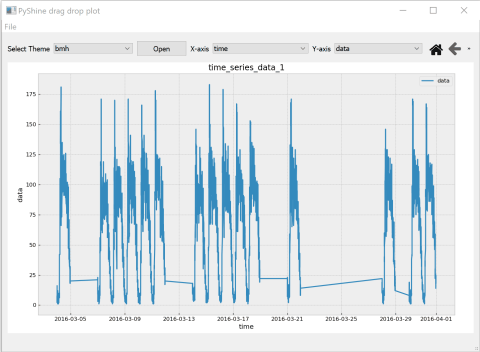 PyShine drag drop plot
File
Select Theme bmh Open X-axis time Y-axis data
time_series_data_1
data
175
150
125
100
75
50
25
0
data
2016-03-05 2016-03-09 2016-03-13 2016-03-17 2016-03-21 2016-03-25 2016-03-29 2016-04-01
time